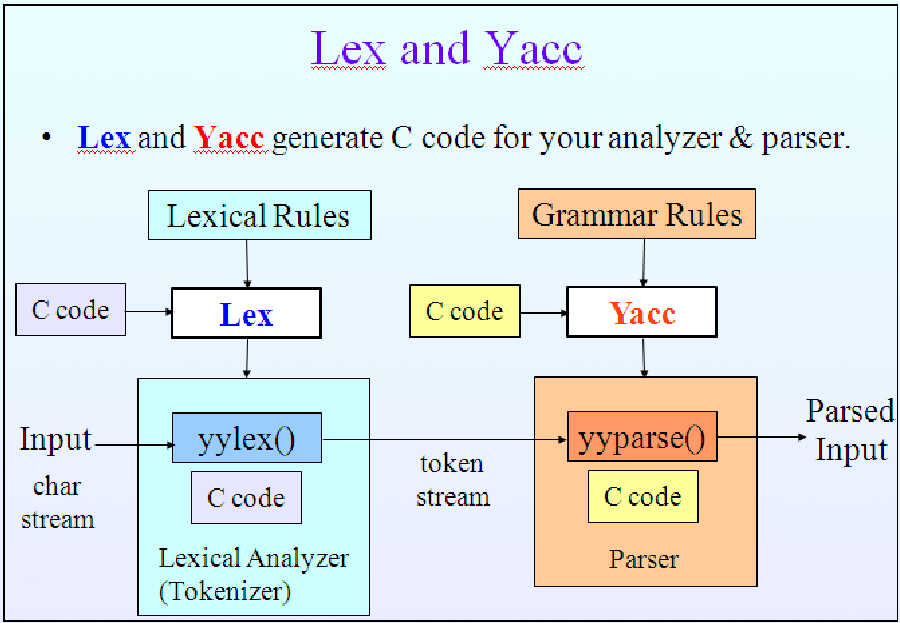 Lex and Yacc
• Lex and Yacc generate C code for your analyzer & parser.
Lexical Rules
Grammar Rules
C code
Lex
C code
Yacc
Input
char
stream
yylex()
C code
Lexical Analyzer
(Tokenizer)
token
stream
yyparse()
C code
Parser
Parsed
Input